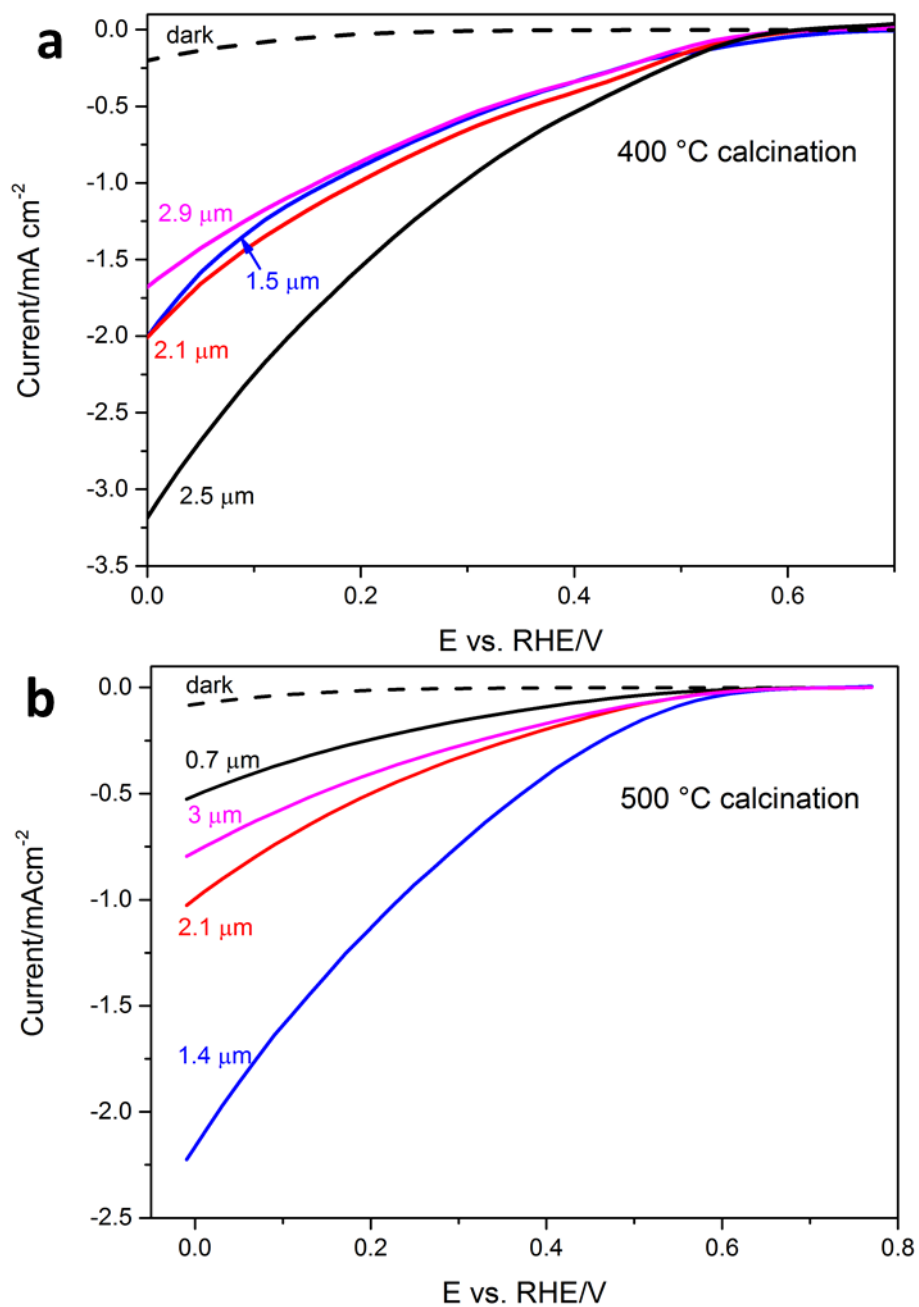 a
dark
400 °C calcination
2.9 µm
1.5 µm
2.1 µm
2.5 µm
0.0
-0.5
-1.0
-1.5
-2.0
-2.5
-3.0
-3.5
Current/mA cm-2
0.0 0.2 0.4 0.6
E vs. RHE/V
b
dark
0.7 µm
500 °C calcination
3 µm
2.1 µm
1.4 µm
0.0
-0.5
-1.0
-1.5
-2.0
-2.5
Current/mAcm-2
0.0 0.2 0.4 0.6 0.8
E vs. RHE/V